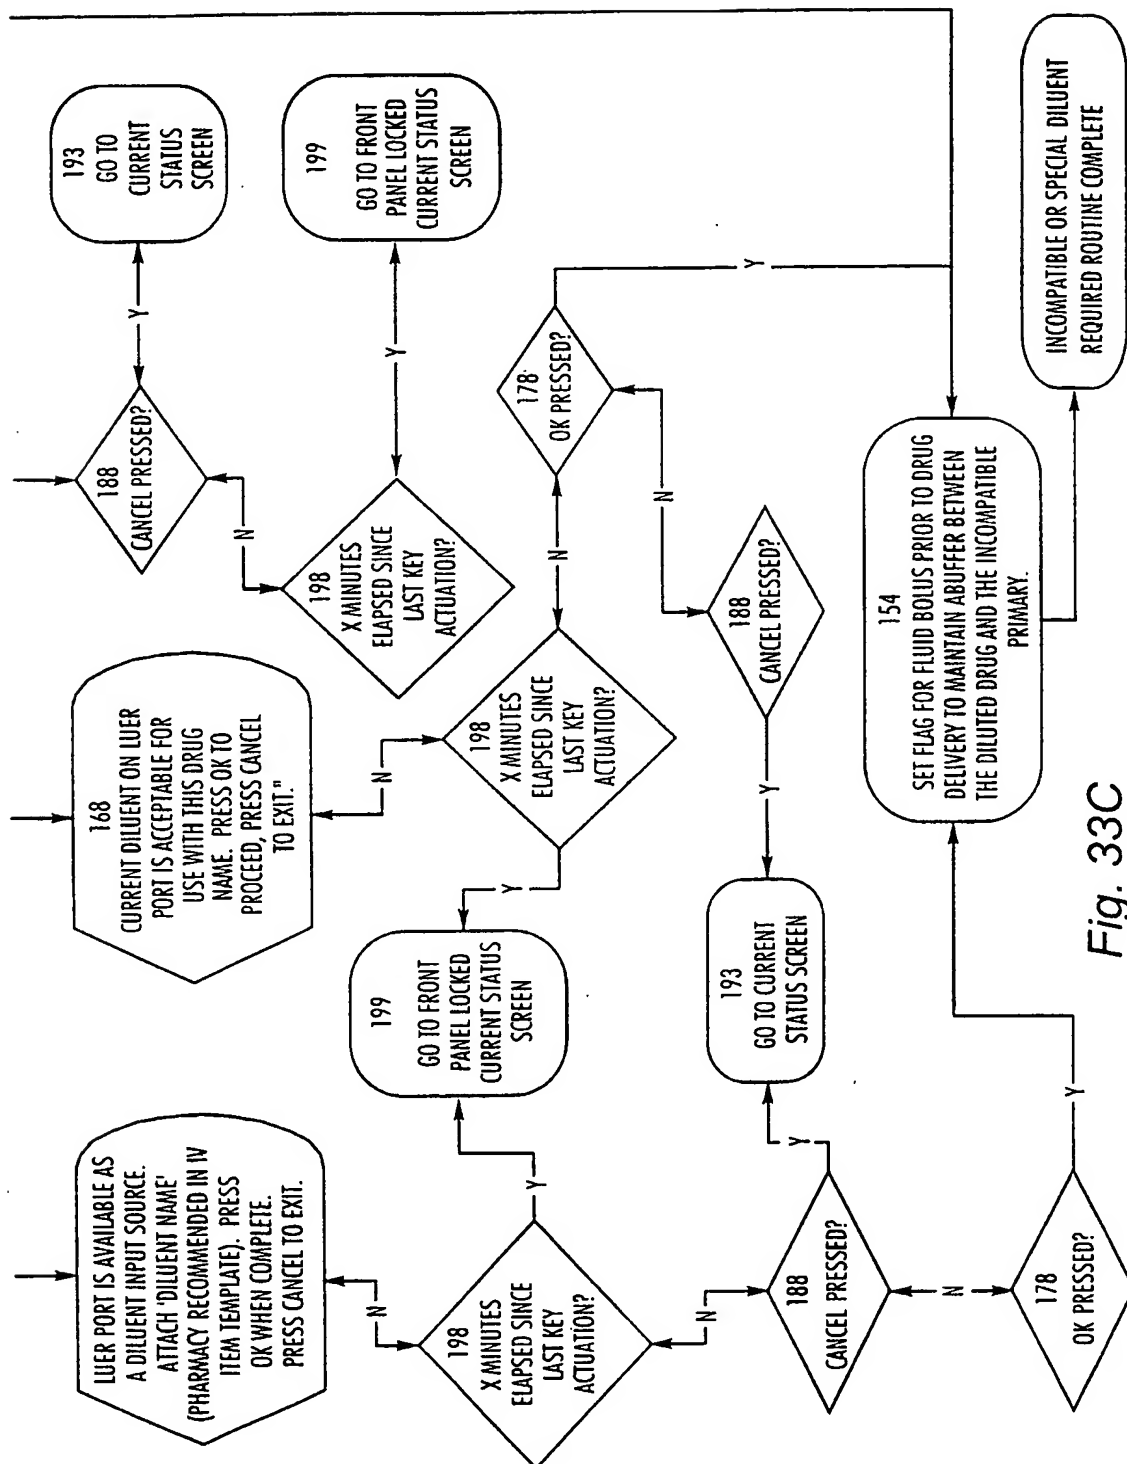 LUER PORT IS AVAILABLE AS
A DILUENT INPUT SOURCE.
ATTACH 'DILUENT NAME'
(PHARMACY RECOMMENDED IN IV
ITEM TEMPLATE). PRESS
OK WHEN COMPLETE.
PRESS CANCEL TO EXIT.
N
198
X MINUTES
ELAPSED SINCE
LAST KEY
ACTUATION?
Y
N
188
CANCEL PRESSED?
Y
N
178
OK PRESSED?
Y
168
CURRENT DILUENT ON LUER
PORT IS ACCEPTABLE FOR
USE WITH THIS DRUG
NAME. PRESS OK TO
PROCEED, PRESS CANCEL
TO EXIT."
N
199
GO TO FRONT
PANEL LOCKED
CURRENT STATUS
SCREEN
Y
198
X MINUTES
ELAPSED SINCE
LAST KEY
ACTUATION?
N
193
GO TO CURRENT
STATUS SCREEN
Y
188
CANCEL PRESSED?
N
178
OK PRESSED?
Y
188
CANCEL PRESSED?
Y
193
GO TO
CURRENT
STATUS
SCREEN
N
198
X MINUTES
ELAPSED SINCE
LAST KEY
ACTUATION?
Y
199
GO TO FRONT
PANEL LOCKED
CURRENT STATUS
SCREEN
154
SET FLAG FOR FLUID BOLUS PRIOR TO DRUG
DELIVERY TO MAINTAIN ABUFFER BETWEEN
THE DILUTED DRUG AND THE INCOMPATIBLE
PRIMARY.
INCOMPATIBLE OR SPECIAL DILUENT
REQUIRED ROUTINE COMPLETE
Fig. 33C